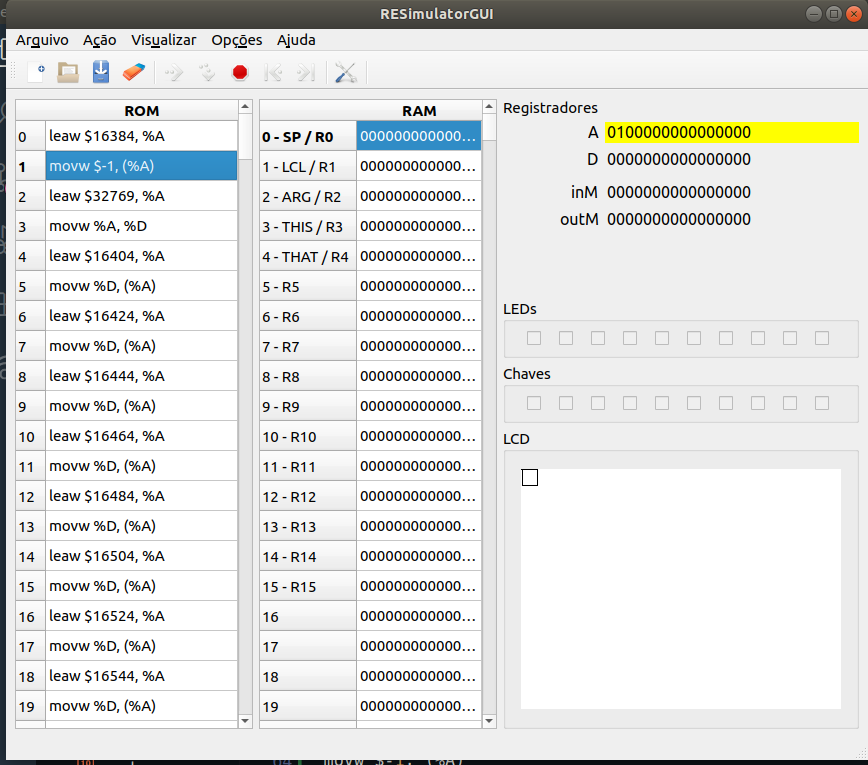 RESimulatorGUI
Arquivo Ação Visualizar Opções Ajuda
ROM
0 leaw $16384, %A
1 movw $-1, (%A)
2 leaw $32769, %A
3 movw %A, %D
4 leaw $16404, %A
5 movw %D, (%A)
6 leaw $16424, %A
7 movw %D, (%A)
8 leaw $16444, %A
9 movw %D, (%A)
10 leaw $16464, %A
11 movw %D, (%A)
12 leaw $16484, %A
13 movw %D, (%A)
14 leaw $16504, %A
15 movw %D, (%A)
16 leaw $16524, %A
17 movw %D, (%A)
18 leaw $16544, %A
19 movw %D, (%A)
RAM
0 - SP / R0 000000000000...
1 - LCL / R1 000000000000...
2 - ARG / R2 000000000000...
3 - THIS / R3 000000000000...
4 - THAT / R4 000000000000...
5 - R5 000000000000...
6 - R6 000000000000...
7 - R7 000000000000...
8 - R8 000000000000...
9 - R9 000000000000...
10 - R10 000000000000...
11 - R11 000000000000...
12 - R12 000000000000...
13 - R13 000000000000...
14 - R14 000000000000...
15 - R15 000000000000...
16 000000000000...
17 000000000000...
18 000000000000...
19 000000000000...
Registradores
A 0100000000000000
D 0000000000000000
inM 0000000000000000
outM 0000000000000000
LEDs
Chaves
LCD